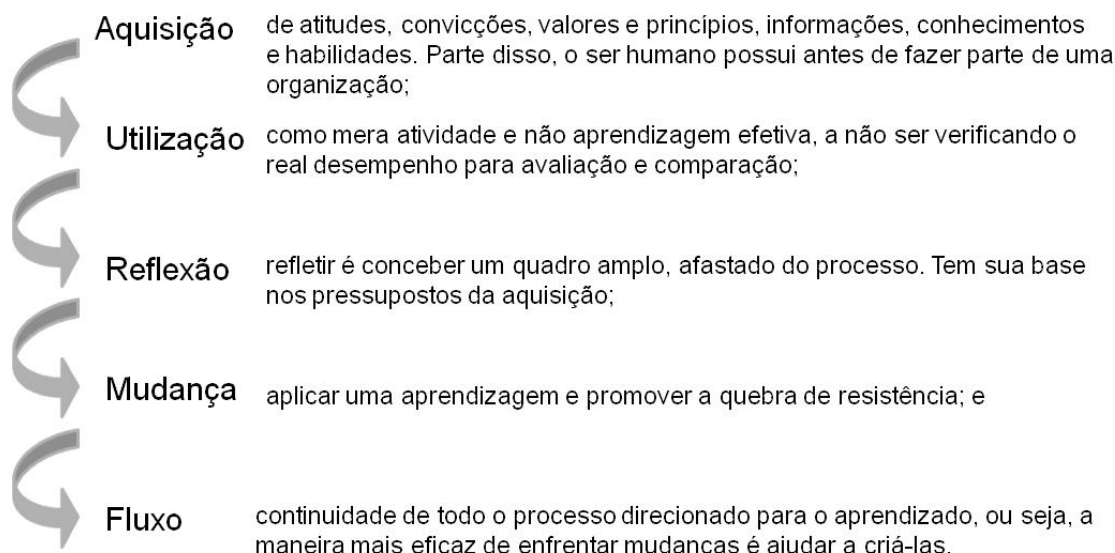 Aquisição de atitudes, convicções, valores e princípios, informações, conhecimentos
e habilidades. Parte disso, o ser humano possui antes de fazer parte de uma
organização;
Utilização como mera atividade e não aprendizagem efetiva, a não ser verificando o
real desempenho para avaliação e comparação;
Reflexão refletir é conceber um quadro amplo, afastado do processo. Tem sua base
nos pressupostos da aquisição;
Mudança aplicar uma aprendizagem e promover a quebra de resistência; e
Fluxo continuidade de todo o processo direcionado para o aprendizado, ou seja, a
maneira mais eficaz de enfrentar mudanças é ajudar a criá-las.